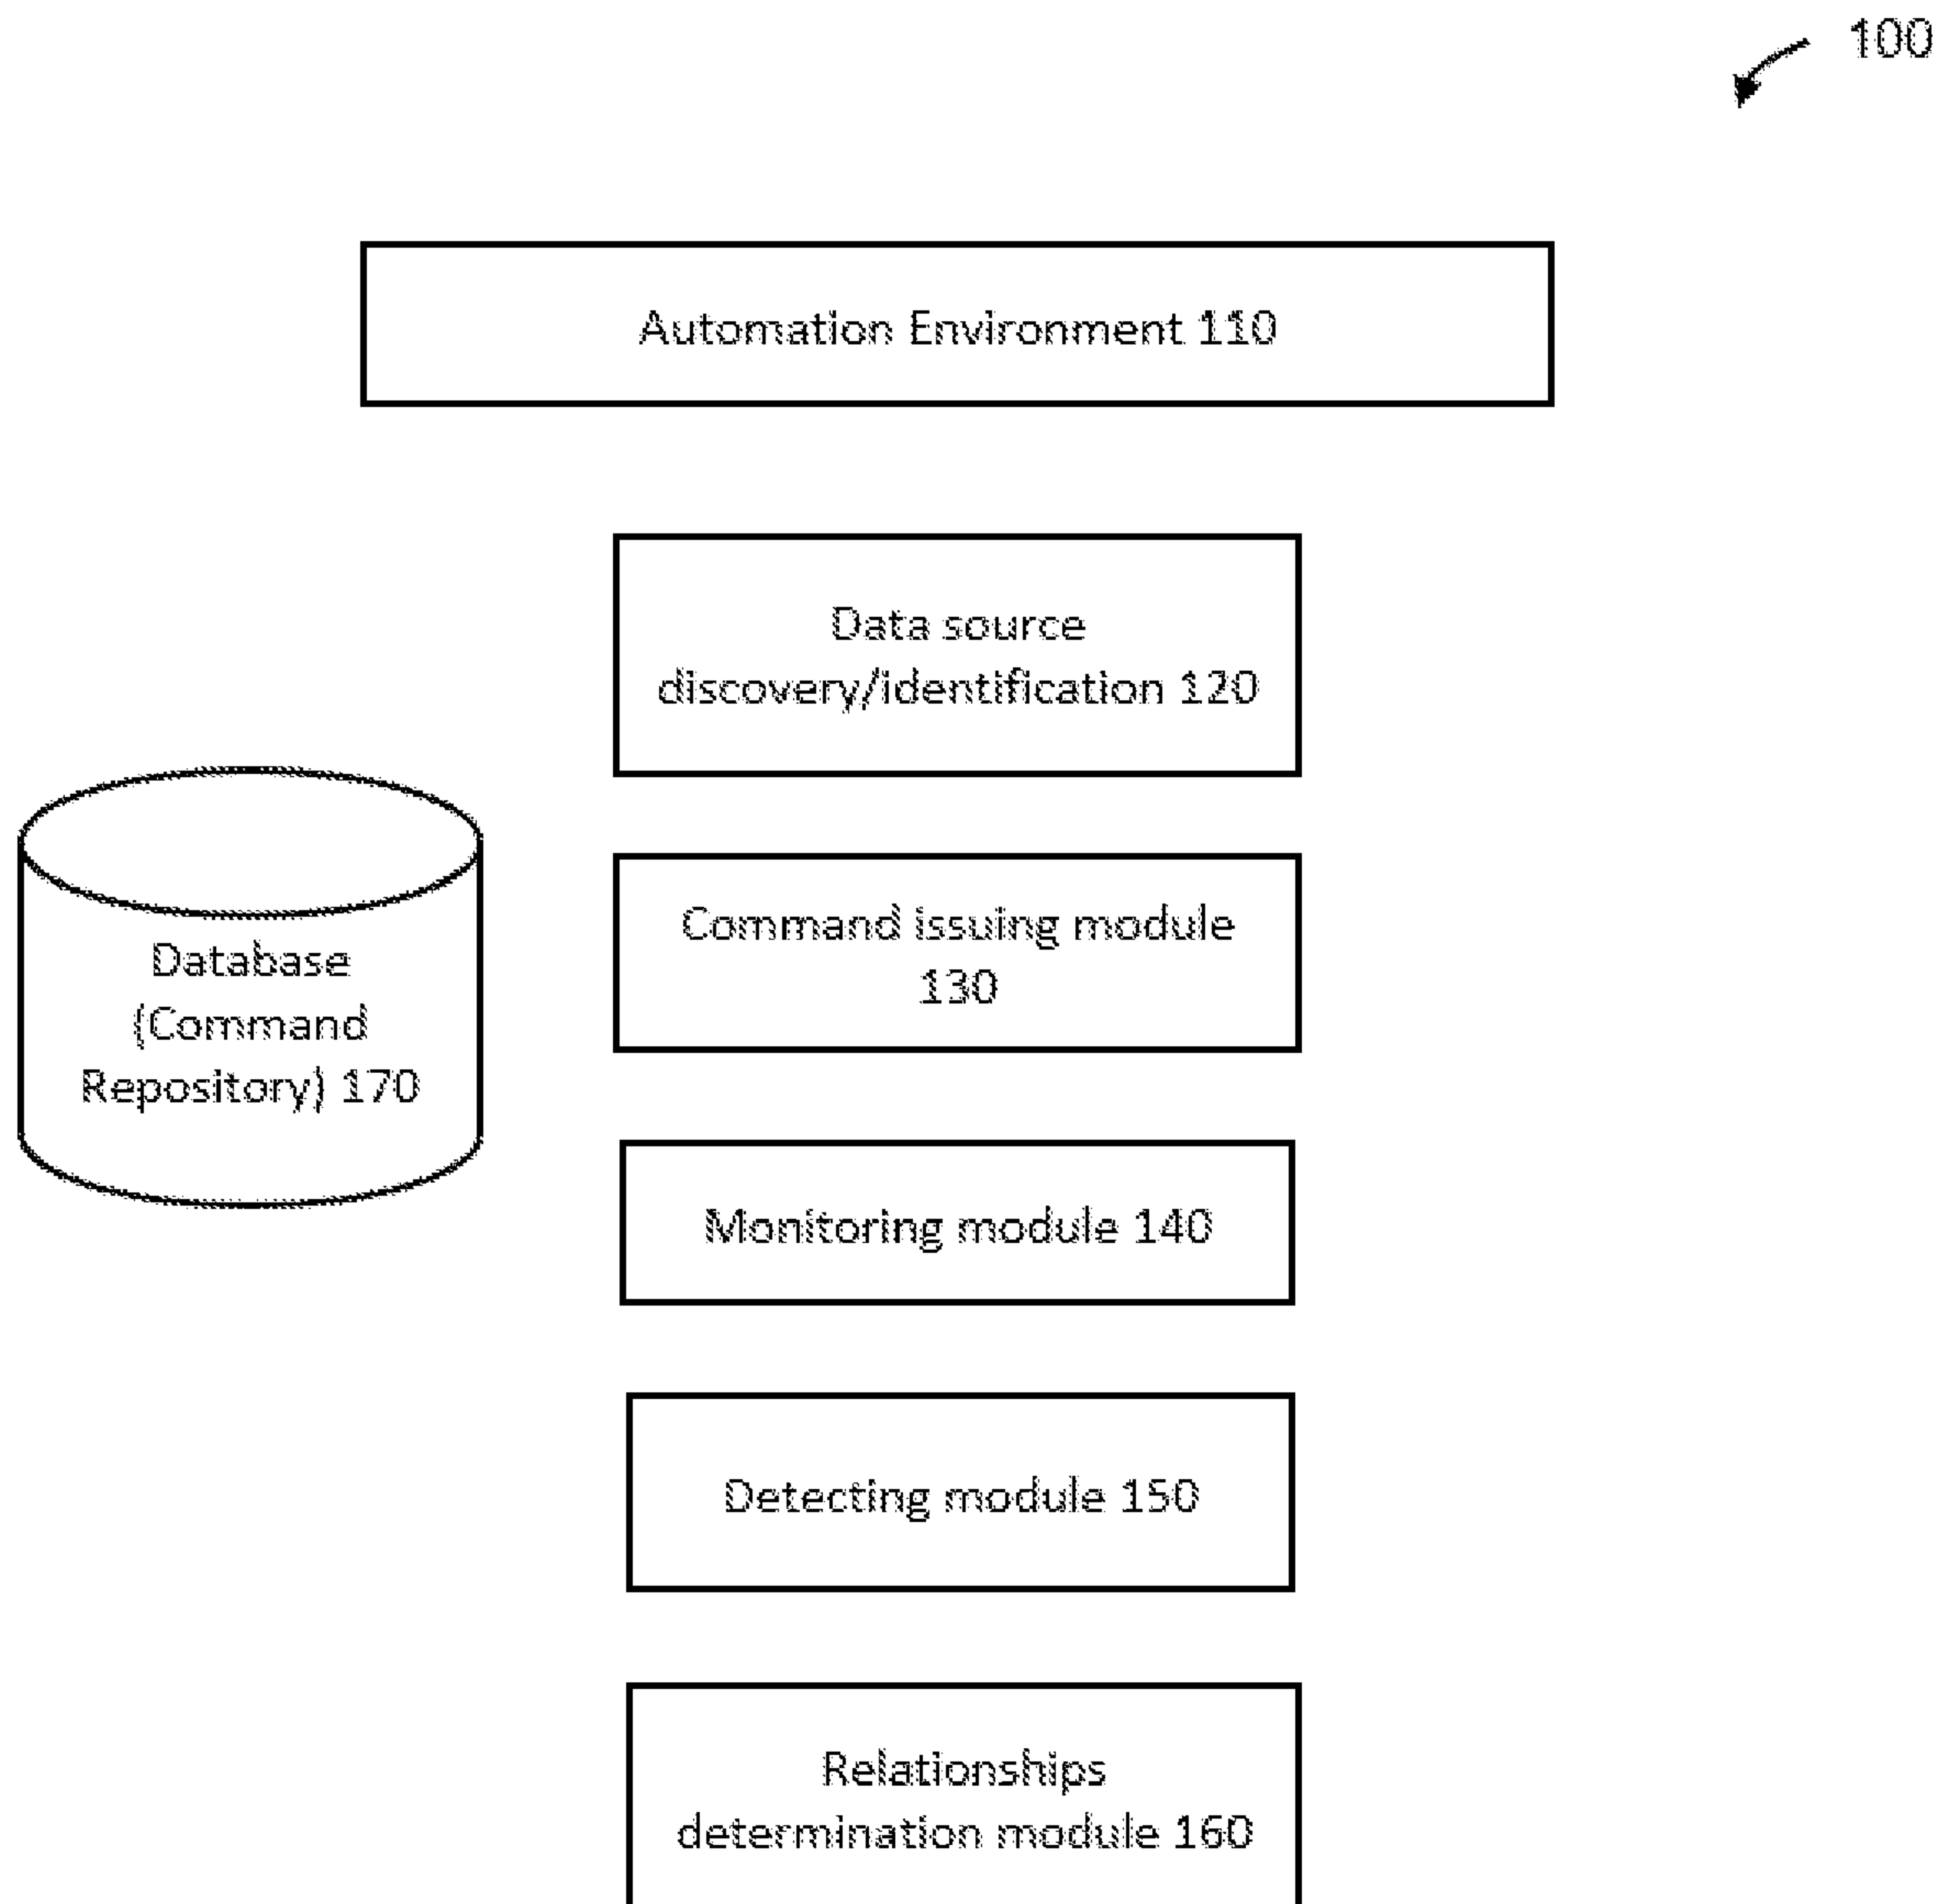 100
Automation Environment 110
Data source
discovery/identification 120
Command issuing module
130
Database
(Command
Repository) 170
Monitoring module 140
Detecting module 150
Relationships
determination module 160